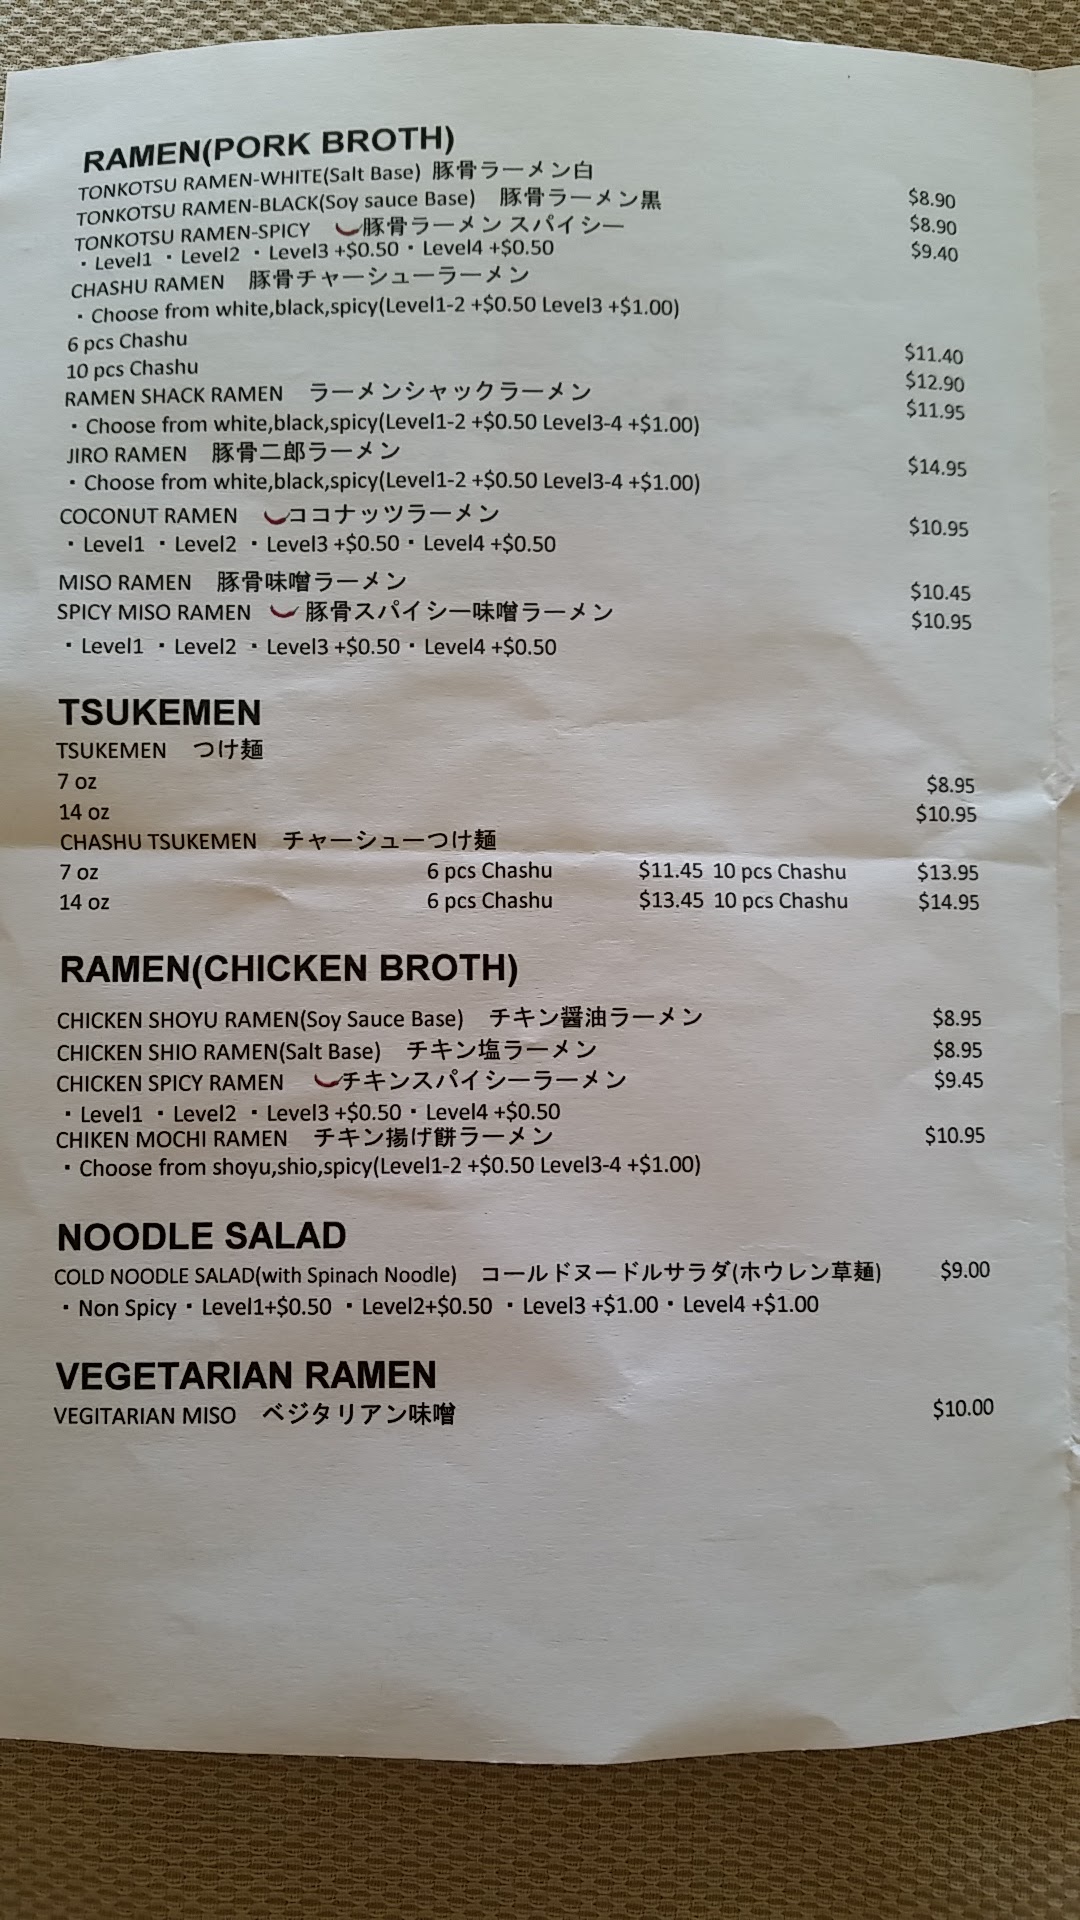 RAMEN(PORK BROTH)
TONKOTSU RAMEN-WHITE(Salt Base) 豚骨ラーメン白 $8.90
TONKOTSU RAMEN-BLACK(Soy sauce Base) 豚骨ラーメン黒 $8.90
TONKOTSU RAMEN-SPICY 豚骨ラーメン スパイシー $9.40
・Level1 ・Level2 ・Level3 +$0.50・Level4 +$0.50
CHASHU RAMEN 豚骨チャーシューラーメン
・Choose from white,black,spicy(Level1-2 +$0.50 Level3 +$1.00)
6 pcs Chashu $11.40
10 pcs Chashu $12.90
RAMEN SHACK RAMEN ラーメンシャックラーメン $11.95
・Choose from white,black,spicy(Level1-2 +$0.50 Level3-4 +$1.00)
JIRO RAMEN 豚骨二郎ラーメン $14.95
・Choose from white,black,spicy(Level1-2 +$0.50 Level3-4 +$1.00)
COCONUT RAMEN ココナッツラーメン $10.95
・Level1 ・Level2 ・Level3 +$0.50・Level4 +$0.50
MISO RAMEN 豚骨味噌ラーメン $10.45
SPICY MISO RAMEN 豚骨スパイシー味噌ラーメン $10.95
・Level1 ・Level2 ・Level3 +$0.50・Level4 +$0.50
TSUKEMEN
TSUKEMEN つけ麺
7 oz $8.95
14 oz $10.95
CHASHU TSUKEMEN チャーシューつけ麺
7 oz 6 pcs Chashu $11.45 10 pcs Chashu $13.95
14 oz 6 pcs Chashu $13.45 10 pcs Chashu $14.95
RAMEN(CHICKEN BROTH)
CHICKEN SHOYU RAMEN(Soy Sauce Base) チキン醤油ラーメン $8.95
CHICKEN SHIO RAMEN(Salt Base) チキン塩ラーメン $8.95
CHICKEN SPICY RAMEN チキンスパイシーラーメン $9.45
・Level1 ・Level2 ・Level3 +$0.50・Level4 +$0.50
CHIKEN MOCHI RAMEN チキン揚げ餅ラーメン $10.95
・Choose from shoyu,shio,spicy(Level1-2 +$0.50 Level3-4 +$1.00)
NOODLE SALAD
COLD NOODLE SALAD(with Spinach Noodle) コールドヌードルサラダ(ホウレン草麺) $9.00
・Non Spicy・Level1+$0.50 ・Level2+$0.50 ・Level3 +$1.00・Level4 +$1.00
VEGETARIAN RAMEN
VEGITARIAN MISO ベジタリアン味噌 $10.00